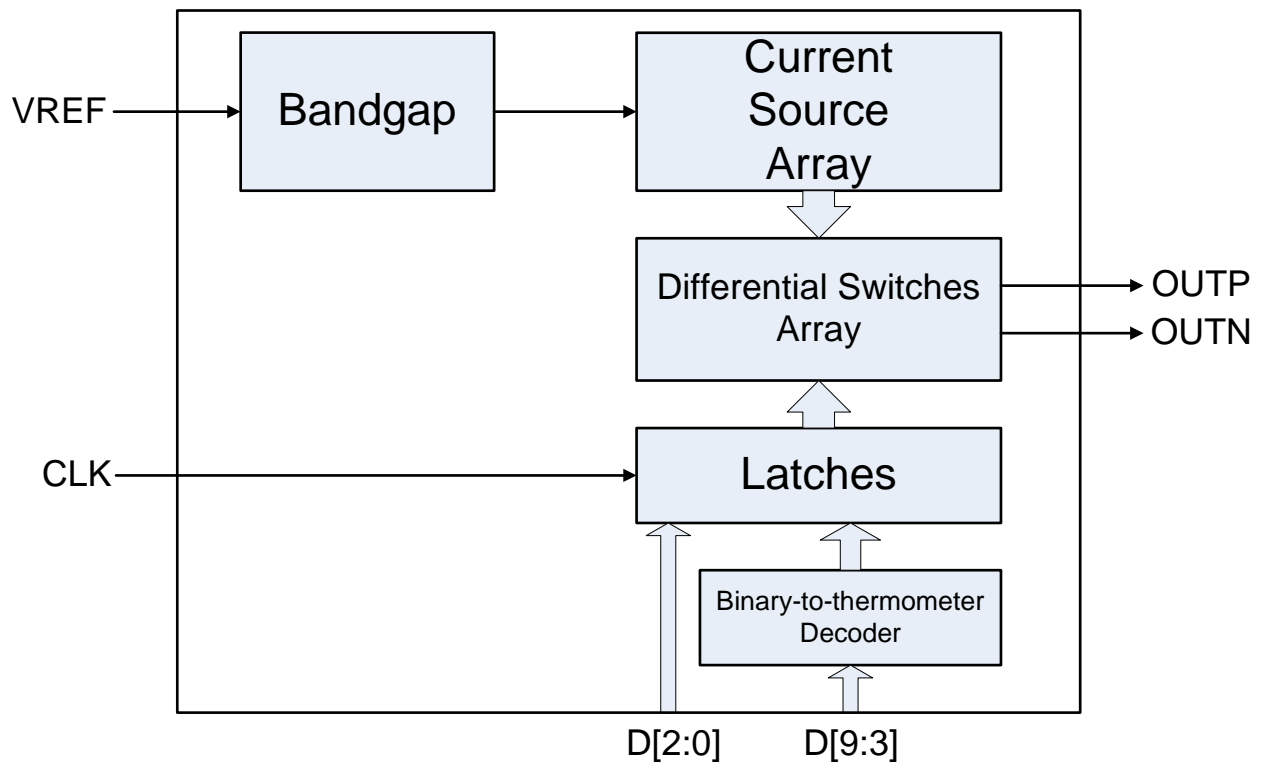 VREF
Bandgap
Current
Source
Array
Differential Switches
Array
OUTP
OUTN
CLK
Latches
Binary-to-thermometer
Decoder
D[2:0]
D[9:3]